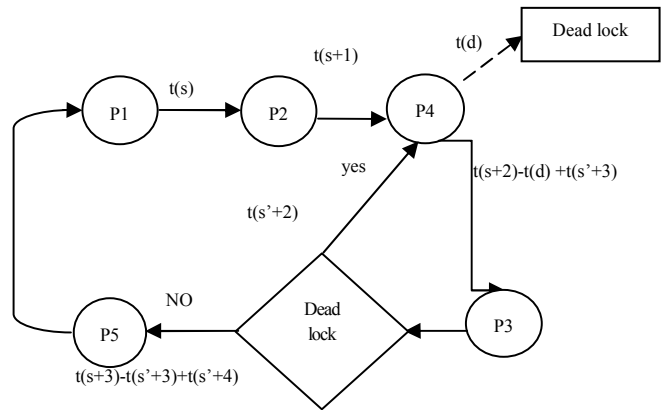 t(s+1)
t(d)
Dead lock
t(s)
P1
P2
P4
yes
t(s+2)-t(d) +t(s’+3)
t(s’+2)
NO
Dead
lock
P5
P3
t(s+3)-t(s’+3)+t(s’+4)